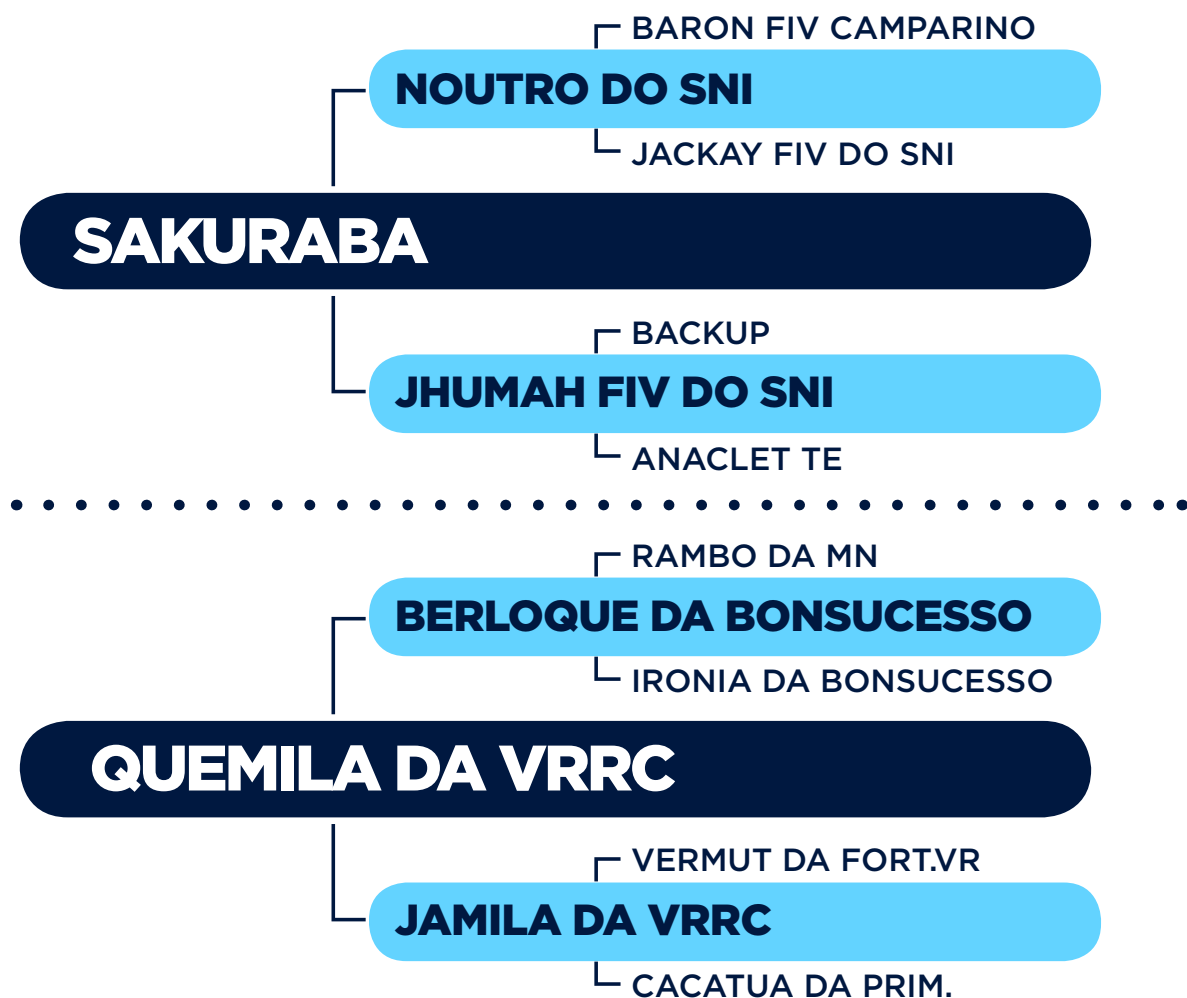 BARON FIV CAMPARINO
NOUTRO DO SNI
JACKAY FIV DO SNI
SAKURABA
BACKUP
JHUMAH FIV DO SNI
ANACLET TE
RAMBO DA MN
BERLOQUE DA BONSUCESSO
IRONIA DA BONSUCESSO
QUEMILA DA VRRC
VERMUT DA FORT.VR
JAMILA DA VRRC
CACATUA DA PRIM.